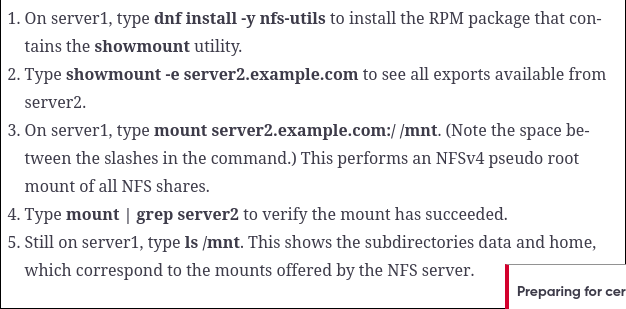 1. On server1, type dnf install -y nfs-utils to install the RPM package that con-
tains the showmount utility.
2. Type showmount -e server2.example.com to see all exports available from
server2.
3. On server1, type mount server2.example.com:/ /mnt. (Note the space be-
tween the slashes in the command.) This performs an NFSv4 pseudo root
mount of all NFS shares.
4. Type mount | grep server2 to verify the mount has succeeded.
5. Still on server1, type ls /mnt. This shows the subdirectories data and home,
which correspond to the mounts offered by the NFS server.
Preparing for cer